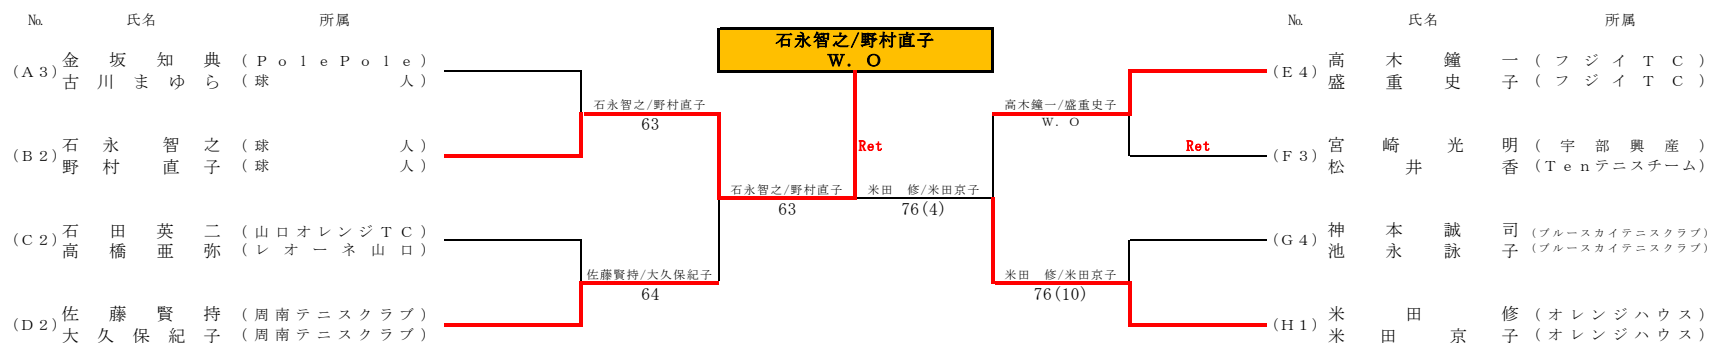 № 氏名 所属 № 氏名 所属
石永智之/野村直子
W．O
(A3) 金坂知典 (PolePole)
古川まゆら (球人)
(E4) 高木鐘一 (フジイTC)
盛重史子 (フジイTC)
石永智之/野村直子
63
高木鐘一/盛重史子
W．O
(B2) 石永智之 (球人)
野村直子 (球人)
Ret
Ret
(F3) 宮崎光明 (宇部興産)
松井香 (Tenテニスチーム)
石永智之/野村直子
63
米田　修/米田京子
76(4)
(C2) 石田英二 (山口オレンジTC)
高橋亜弥 (レオーネ山口)
(G4) 神本誠司 (ブルースカイテニスクラブ)
池永詠子 (ブルースカイテニスクラブ)
佐藤賢持/大久保紀子
64
米田　修/米田京子
76(10)
(D2) 佐藤賢持 (周南テニスクラブ)
大久保紀子 (周南テニスクラブ)
(H1) 米田修 (オレンジハウス)
米田京子 (オレンジハウス)